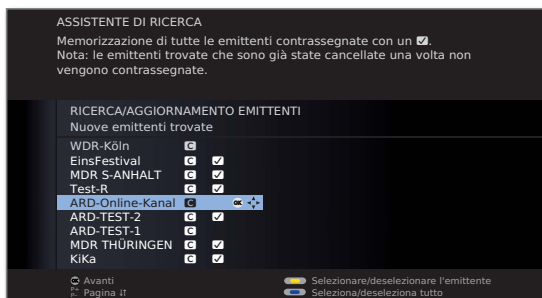 ASSISTENTE DI RICERCA
Memorizzazione di tutte le emittenti contrassegnate con un ☑.
Nota: le emittenti trovate che sono già state cancellate una volta non
vengono contrassegnate.
RICERCA/AGGIORNAMENTO EMITTENTI
Nuove emittenti trovate
WDR-Köln C
EinsFestival C ✓
MDR S-ANHALT C ✓
Test-R C ✓
ARD-Online-Kanal C OK
ARD-TEST-2 C ✓
ARD-TEST-1 C
MDR THÜRINGEN C ✓
KiKa C ✓
OK Avanti
P+ P- Pagina ↓↑
Selezionare/deselezionare l'emittente
Seleziona/deseleziona tutto